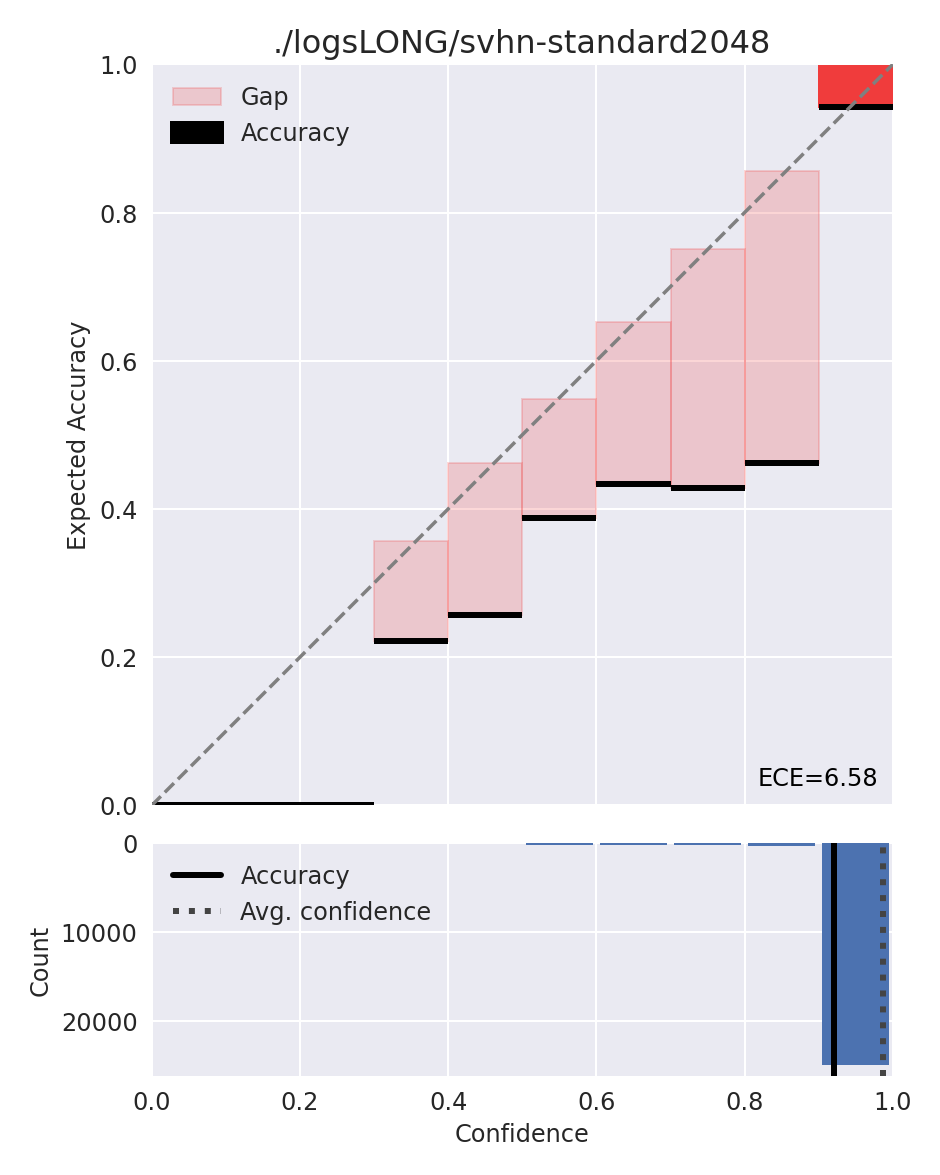 ./logsLONG/svhn-standard2048
1.0
Gap
Accuracy
0.8
0.6
Expected Accuracy
0.4
0.2
ECE=6.58
0.0
0
Accuracy
Avg. confidence
Count
10000
20000
0.0 0.2 0.4 0.6 0.8 1.0
Confidence